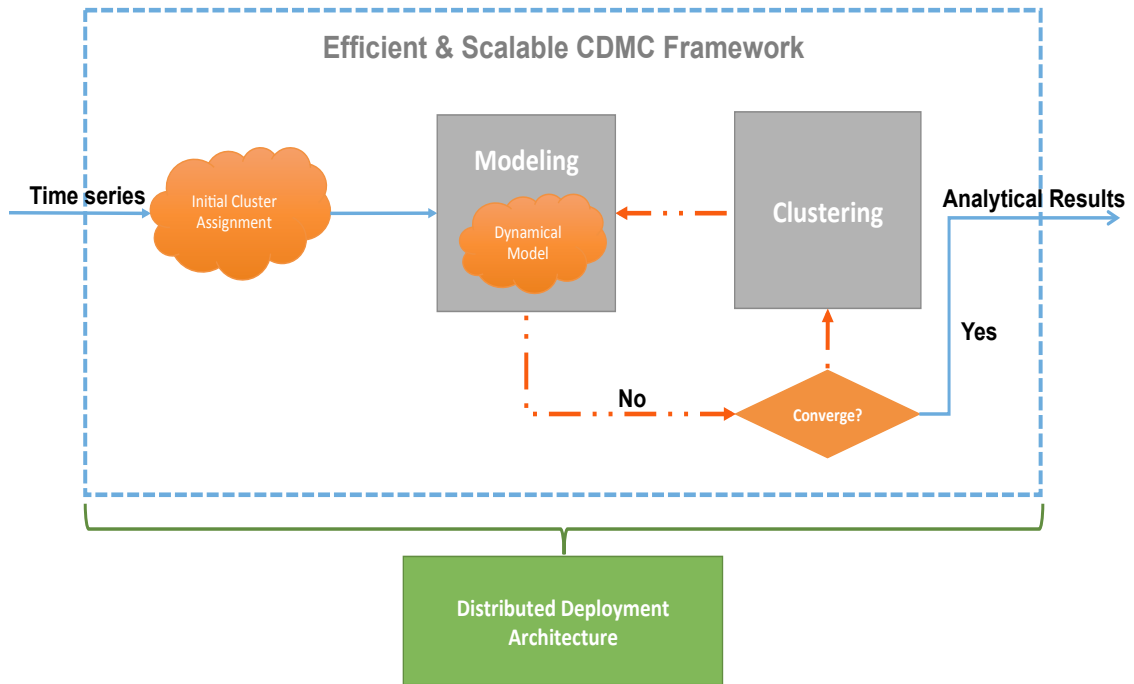 Efficient & Scalable CDMC Framework
Time series
Initial Cluster
Assignment
Modeling
Dynamical
Model
Clustering
Analytical Results
Yes
No
Converge?
Distributed Deployment
Architecture